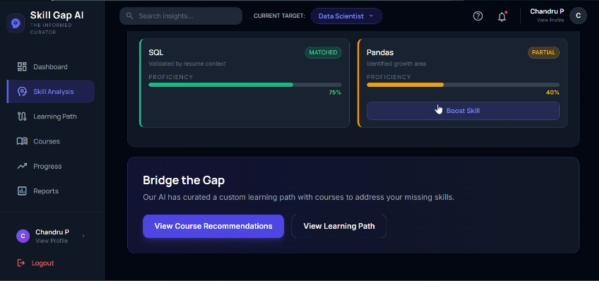 Skill Gap AI
THE INFORMED
CURATOR
Search Insights...
CURRENT TARGET:
Data Scientist
Chandru P
View Profile
C
Dashboard
Skill Analysis
Learning Path
Courses
Progress
Reports
C
Chandru P
View Profile
Logout
SQL
MATCHED
Validated by resume context
PROFICIENCY
75%
Pandas
PARTIAL
Identified growth area
PROFICIENCY
40%
Boost Skill
Bridge the Gap
Our AI has curated a custom learning path with courses to address your missing skills.
View Course Recommendations
View Learning Path